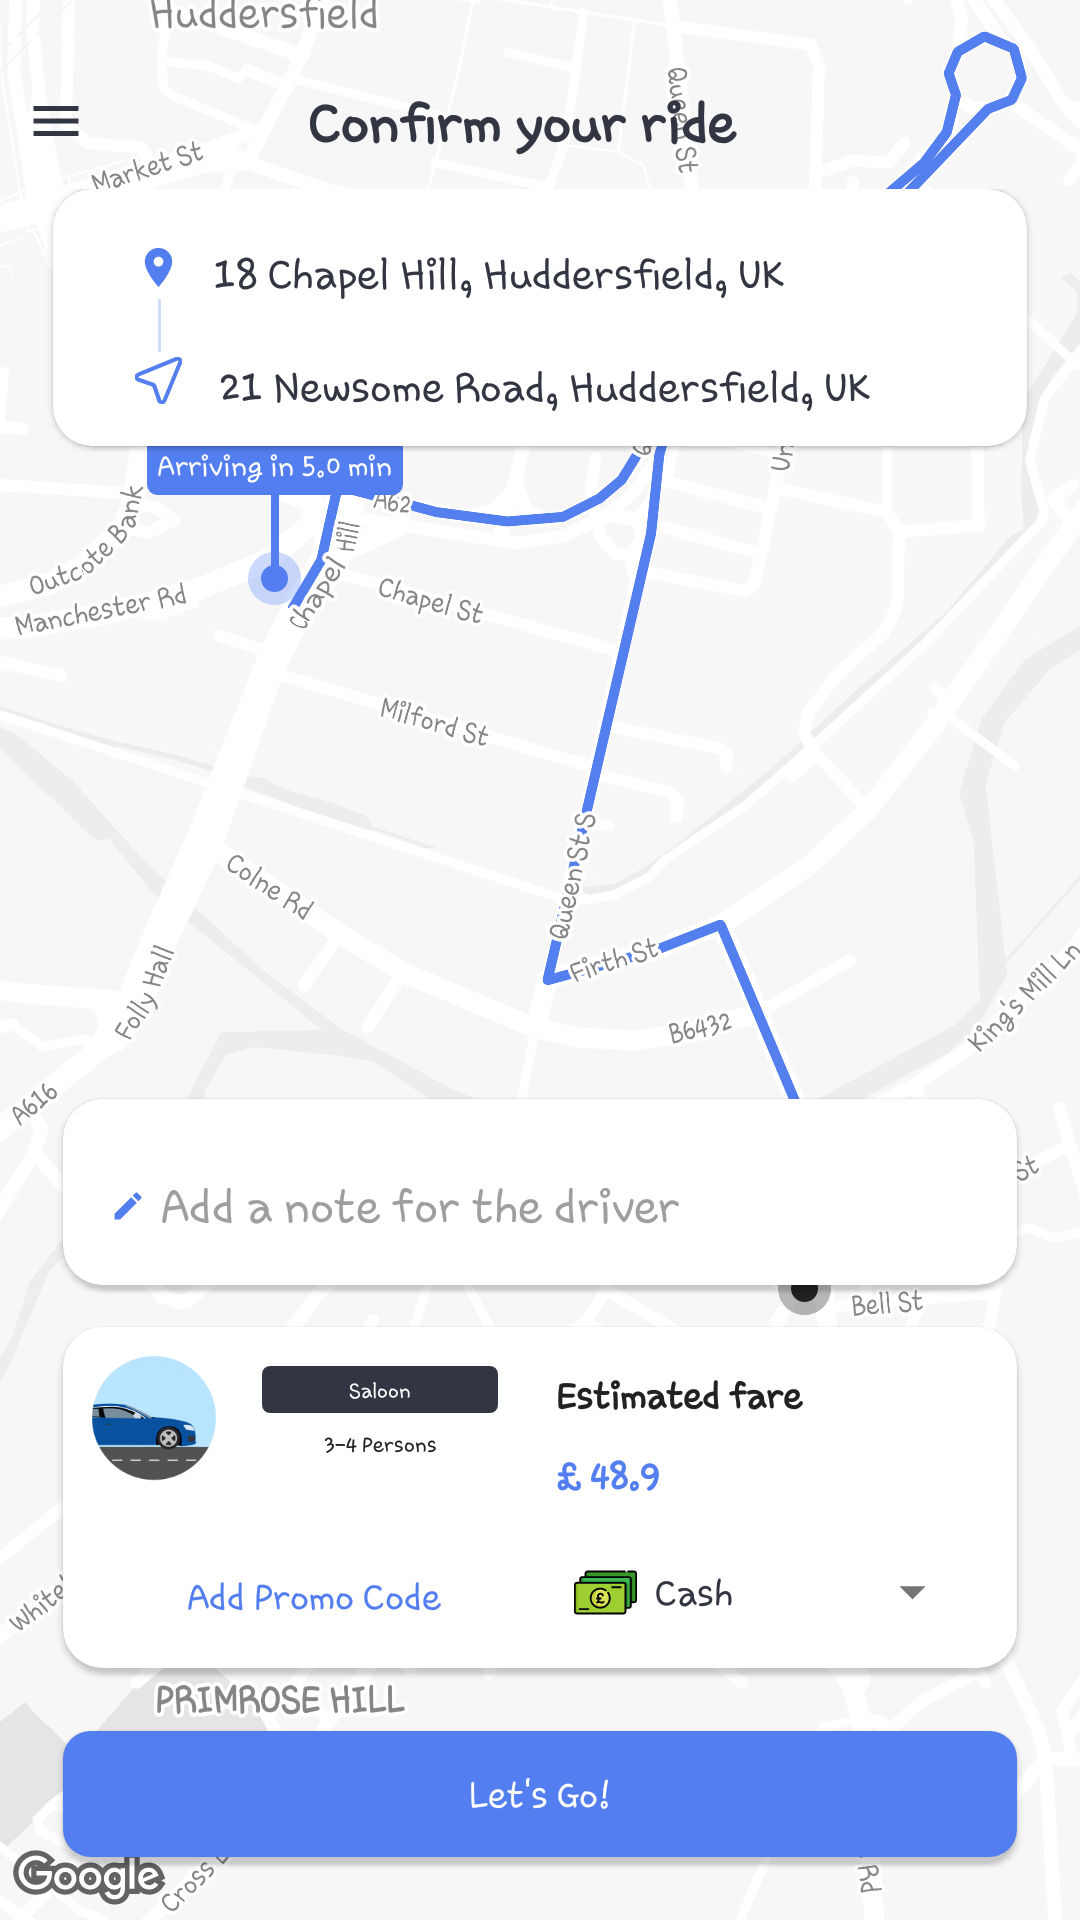 Huddersfield
Queen St
Confirm your ride
Market St
18 Chapel Hill, Huddersfield, UK
21 Newsome Road, Huddersfield, UK
Arriving in 5.0 min
A62
Outcote Bank
Manchester Rd
Chapel Hill
Chapel St
Milford St
Queen St S
Colne Rd
Firth St
Folly Hall
B6432
King's Mill Ln
A616
St
Add a note for the driver
Bell St
Saloon
3-4 Persons
Estimated fare
£ 48.9
Add Promo Code
Cash
PRIMROSE HILL
Let's Go!
Google
Cross
Rd